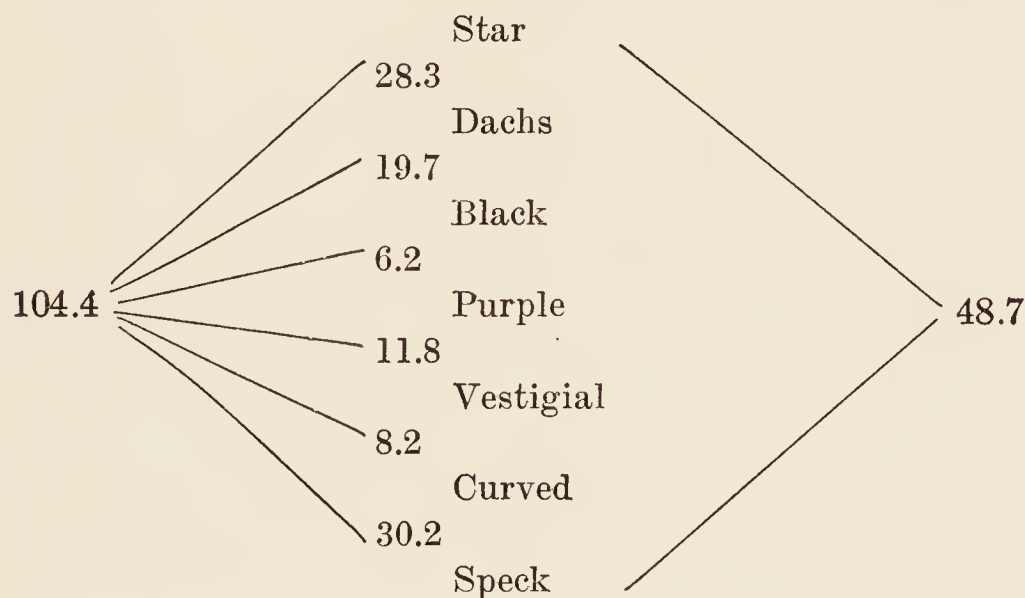 Star
28.3
Dachs
19.7
Black
6.2
104.4 Purple 48.7
11.8
Vestigial
8.2
Curved
30.2
Speck